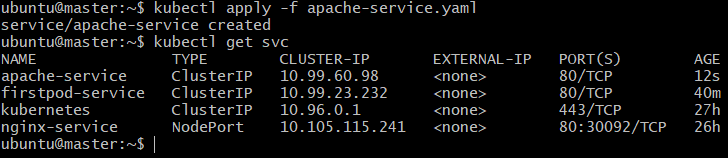 ubuntu@master:~$ kubectl apply -f apache-service.yaml
service/apache-service created
ubuntu@master:~$ kubectl get svc
NAME TYPE CLUSTER-IP EXTERNAL-IP PORT(S) AGE
apache-service ClusterIP 10.99.60.98 <none> 80/TCP 12s
firstpod-service ClusterIP 10.99.23.232 <none> 80/TCP 40m
kubernetes ClusterIP 10.96.0.1 <none> 443/TCP 27h
nginx-service NodePort 10.105.115.241 <none> 80:30092/TCP 26h
ubuntu@master:~$